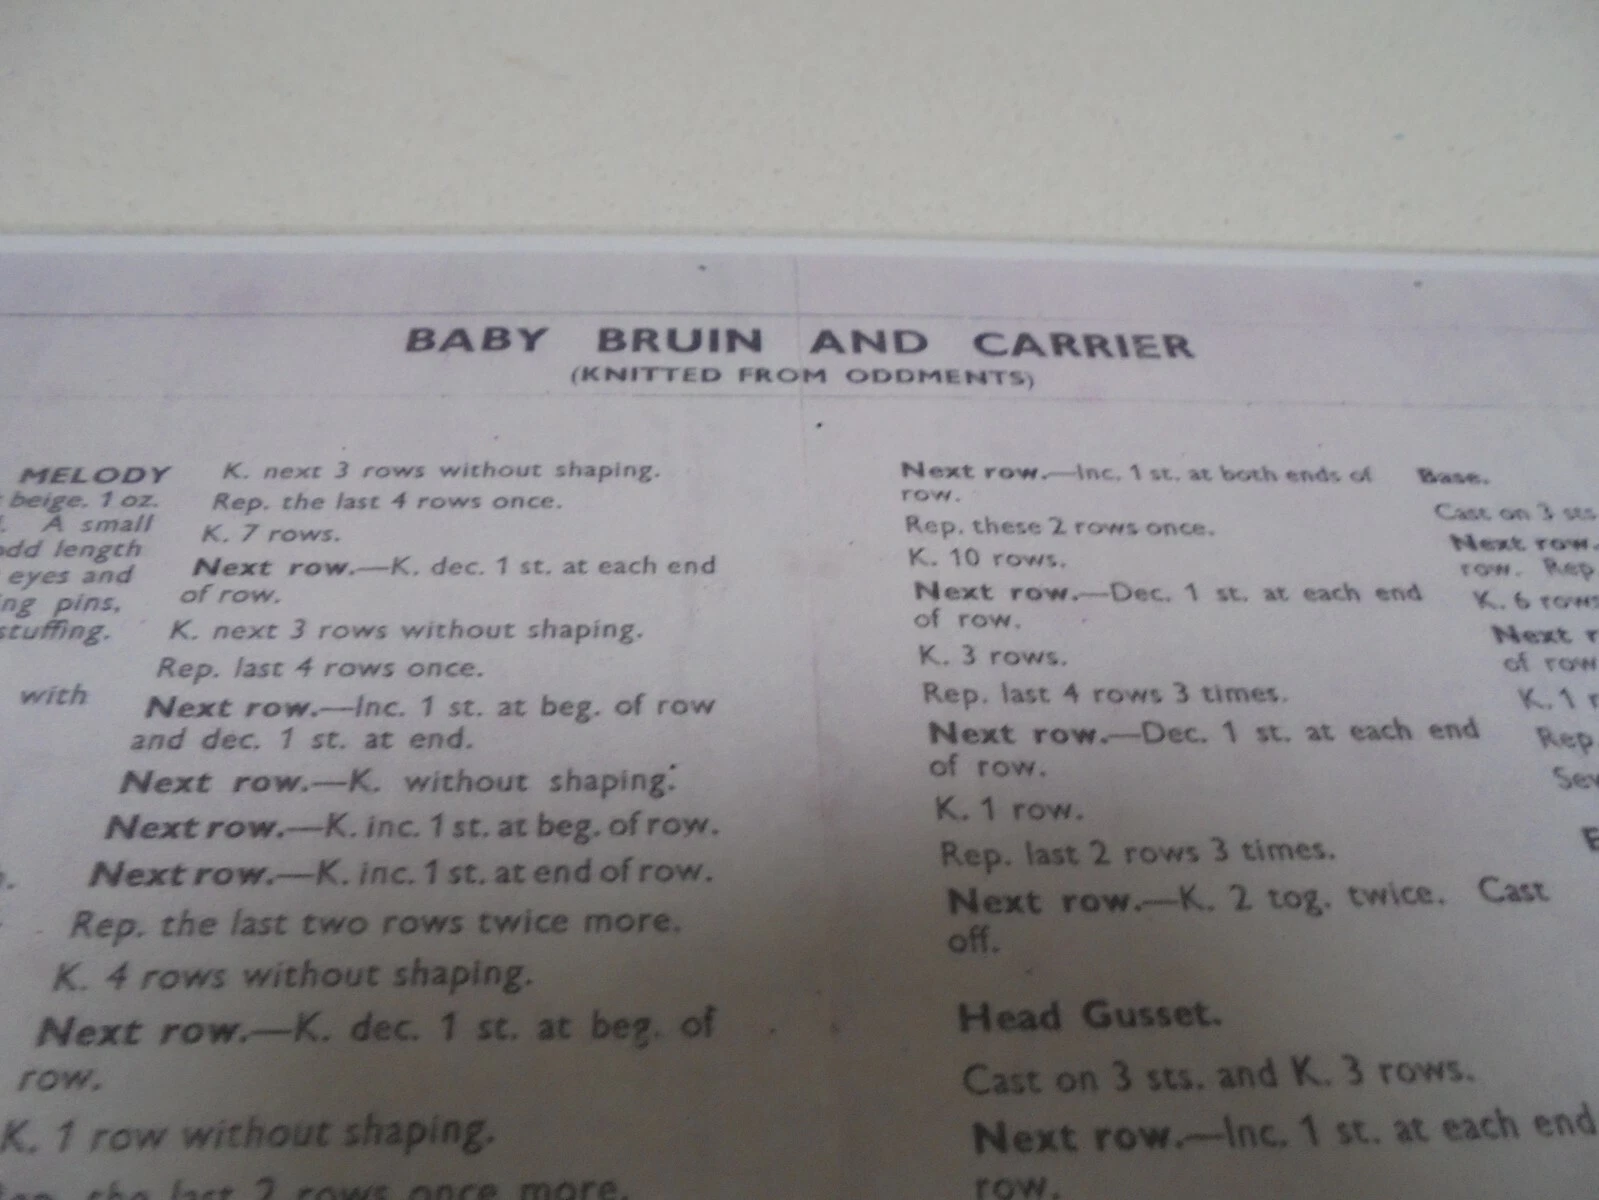 BABY BRUIN AND CARRIER
(KNITTED FROM ODDMENTS)
MELODY
beige. 1 oz.
A small
odd length
eyes and
pins,
stuffing.
with
K. next 3 rows without shaping.
Rep. the last 4 rows once.
K. 7 rows.
Next row.—K. dec. 1 st. at each end
of row.
K. next 3 rows without shaping.
Rep. last 4 rows once.
Next row.—Inc. 1 st. at beg. of row
and dec. 1 st. at end.
Next row.—K. without shaping.
Next row.—K. inc. 1 st. at beg. of row.
Next row.—K. inc. 1 st. at end of row.
Rep. the last two rows twice more.
K. 4 rows without shaping.
Next row.—K. dec. 1 st. at beg. of
row.
K. 1 row without shaping.
the last 2 rows once more.
Next row.—Inc. 1 st. at both ends of
row.
Rep. these 2 rows once.
K. 10 rows.
Next row.—Dec. 1 st. at each end
of row.
K. 3 rows.
Rep. last 4 rows 3 times.
Next row.—Dec. 1 st. at each end
of row.
K. 1 row.
Rep. last 2 rows 3 times.
Next row.—K. 2 tog. twice. Cast
off.
Head Gusset.
Cast on 3 sts. and K. 3 rows.
Next row.—Inc. 1 st. at each end
row.
Base.
Cast on 3 sts
Next row.
row. Rep
K. 6 rows
Next r
of row
K. 1 r
Rep.
Sew